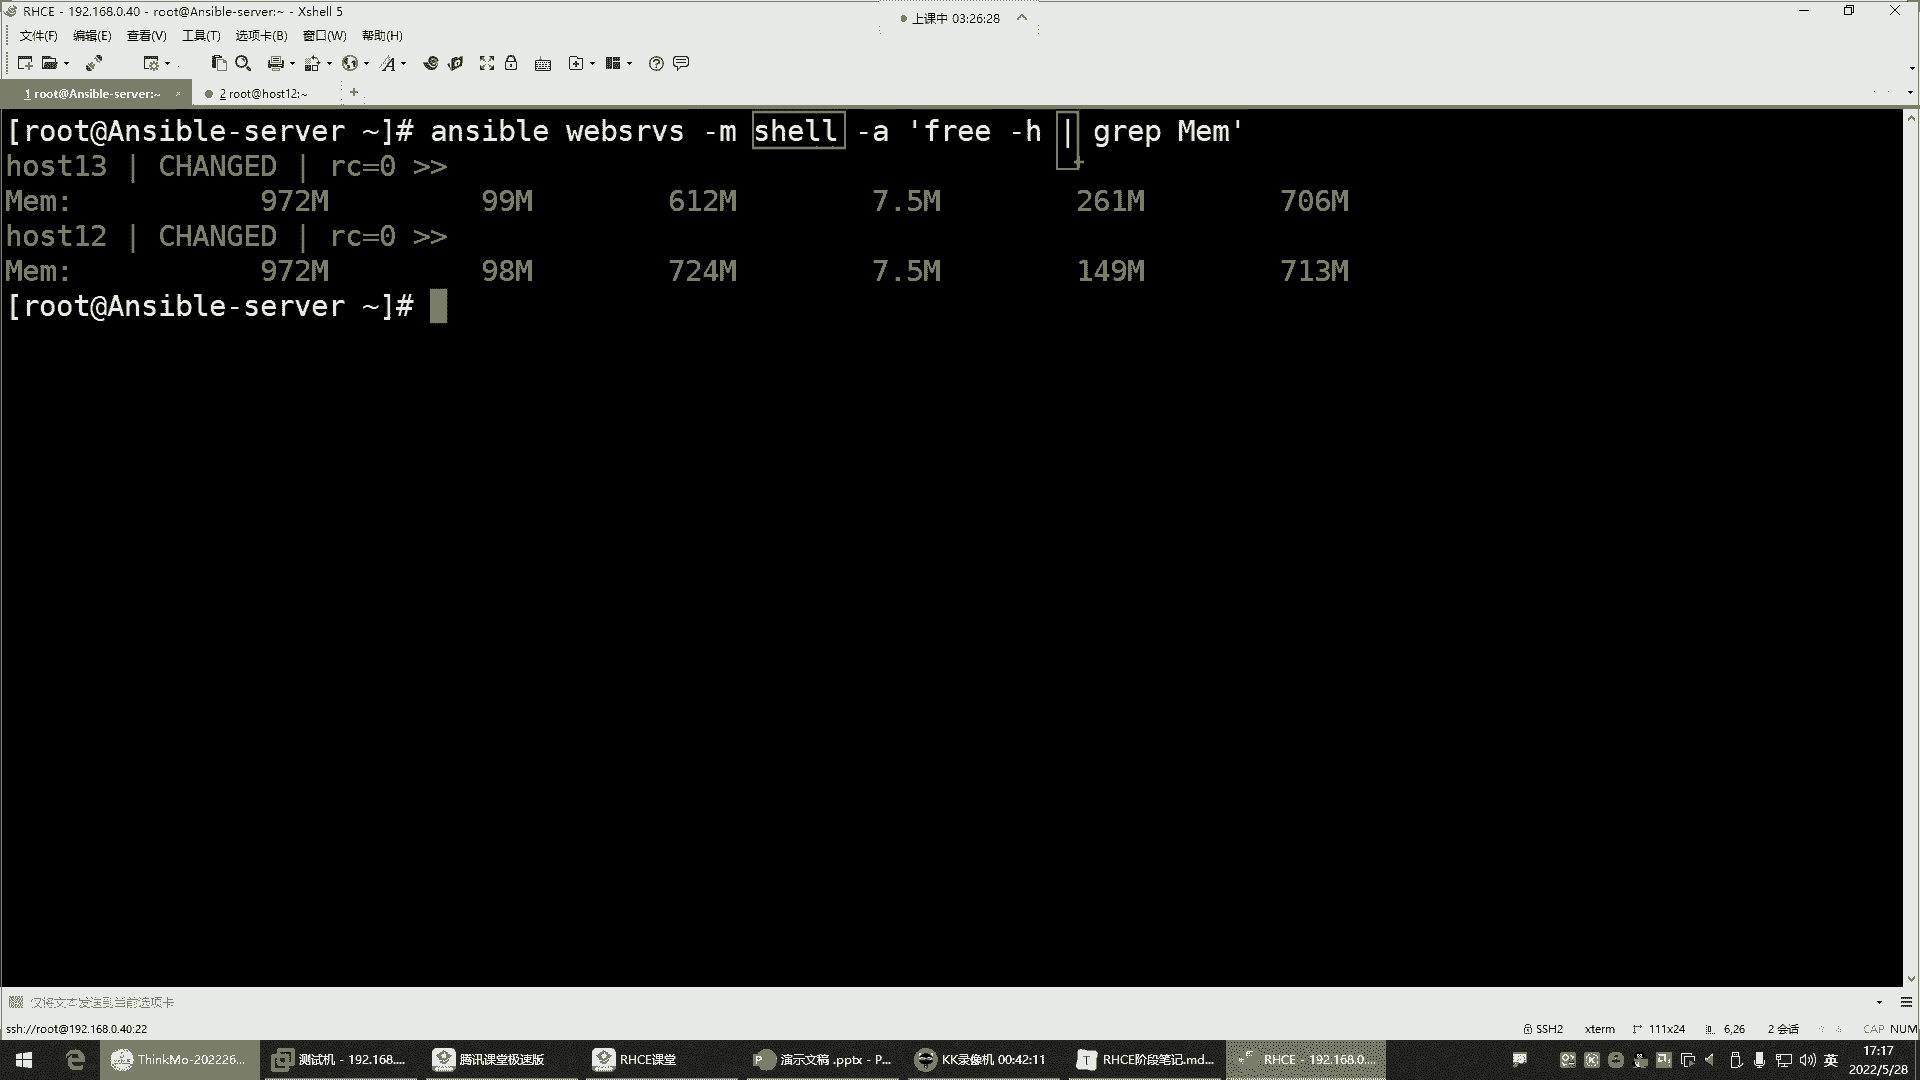 RHCE - 192.168.0.40 - root@Ansible-server:~ - Xshell 5
上课中 03:26:28
文件(F) 编辑(E) 查看(V) 工具(T) 选项卡(B) 窗口(W) 帮助(H)
1 root@Ansible-server:~ × 2 root@host12:~ +
[root@Ansible-server ~]# ansible websrvs -m shell -a 'free -h | grep Mem'
host13 | CHANGED | rc=0 >>
Mem: 972M 99M 612M 7.5M 261M 706M
host12 | CHANGED | rc=0 >>
Mem: 972M 98M 724M 7.5M 149M 713M
[root@Ansible-server ~]#
仅将文本发送到当前选项卡
ssh://root@192.168.0.40:22 SSH2 xterm 111x24 6,26 2 会话 CAP NUM
ThinkMo-202226... 测试机 - 192.168.... 腾讯课堂极速版 RHCE课堂 演示文稿 .pptx - P... KK录像机 00:42:11 RHCE阶段笔记.md... RHCE - 192.168.0.... 英 17:17
2022/5/28